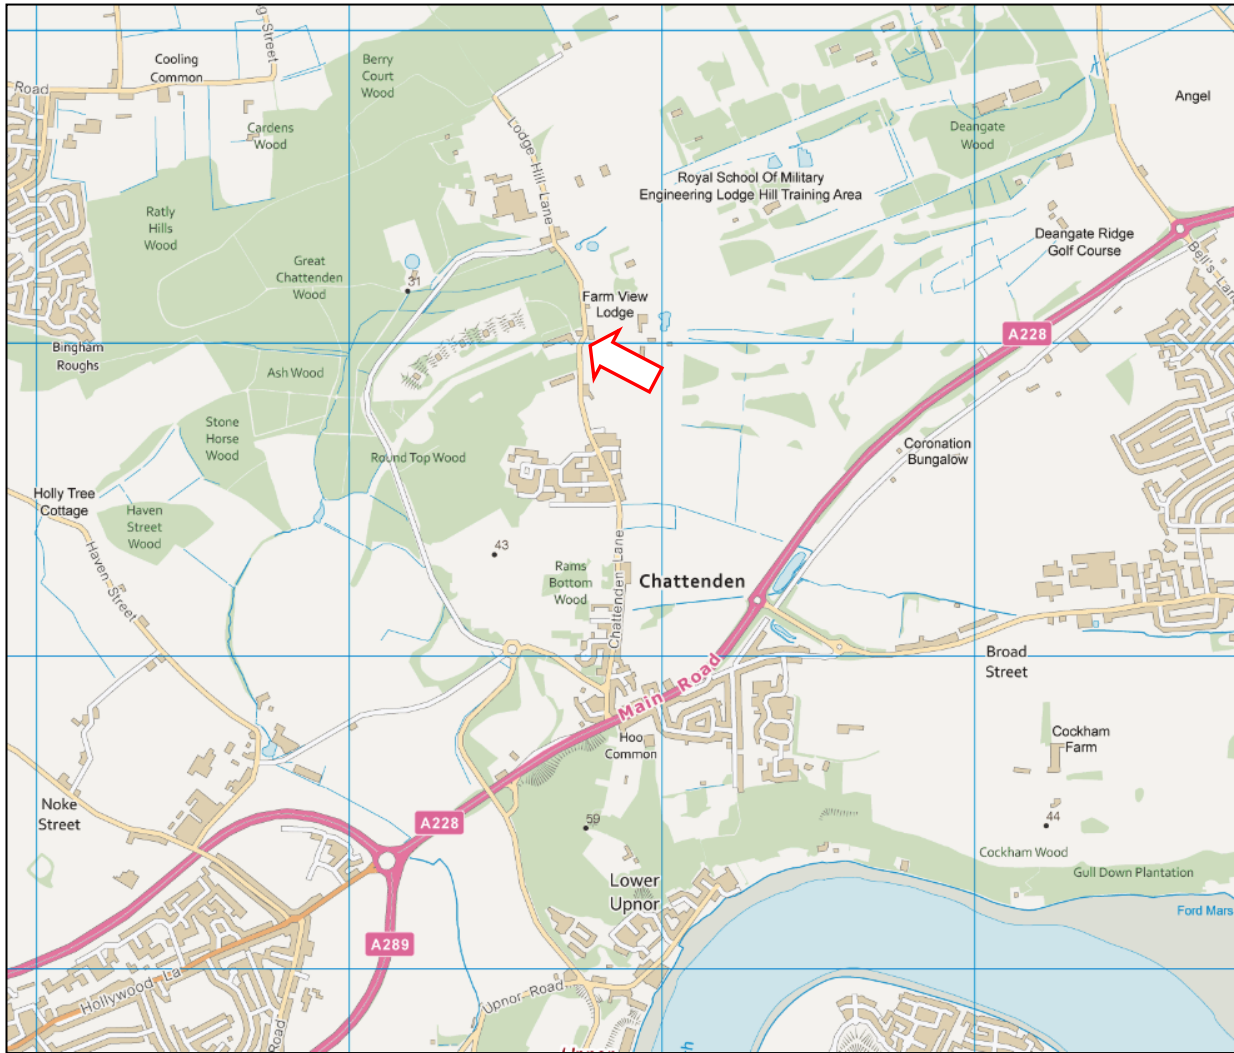 g-Street
Cooling
Common
Berry
Court
Wood
Road
Angel
Cardens
Wood
Lodge-Hill-Lane
Deangate
Wood
Royal School Of Military
Engineering Lodge Hill Training Area
Ratly
Hills
Wood
Deangate Ridge
Golf Course
Bell's Lan
Great
Chattenden
Wood
31
Farm View
Lodge
A228
Bingham
Roughs
Ash Wood
Stone
Horse
Wood
Round Top Wood
Coronation
Bungalow
Holly Tree
Cottage
Haven
Street
Wood
Haven-Street
43
Rams
Bottom
Wood
Chattenden-Lane
Chattenden
Broad
Street
Main Road
Hoo
Common
Cockham
Farm
Noke
Street
A228
59
44
Cockham Wood
Gull Down Plantation
Lower
Upnor
Ford Mars
A289
Hollywood La
Upnor Road
Road
Upnor
h